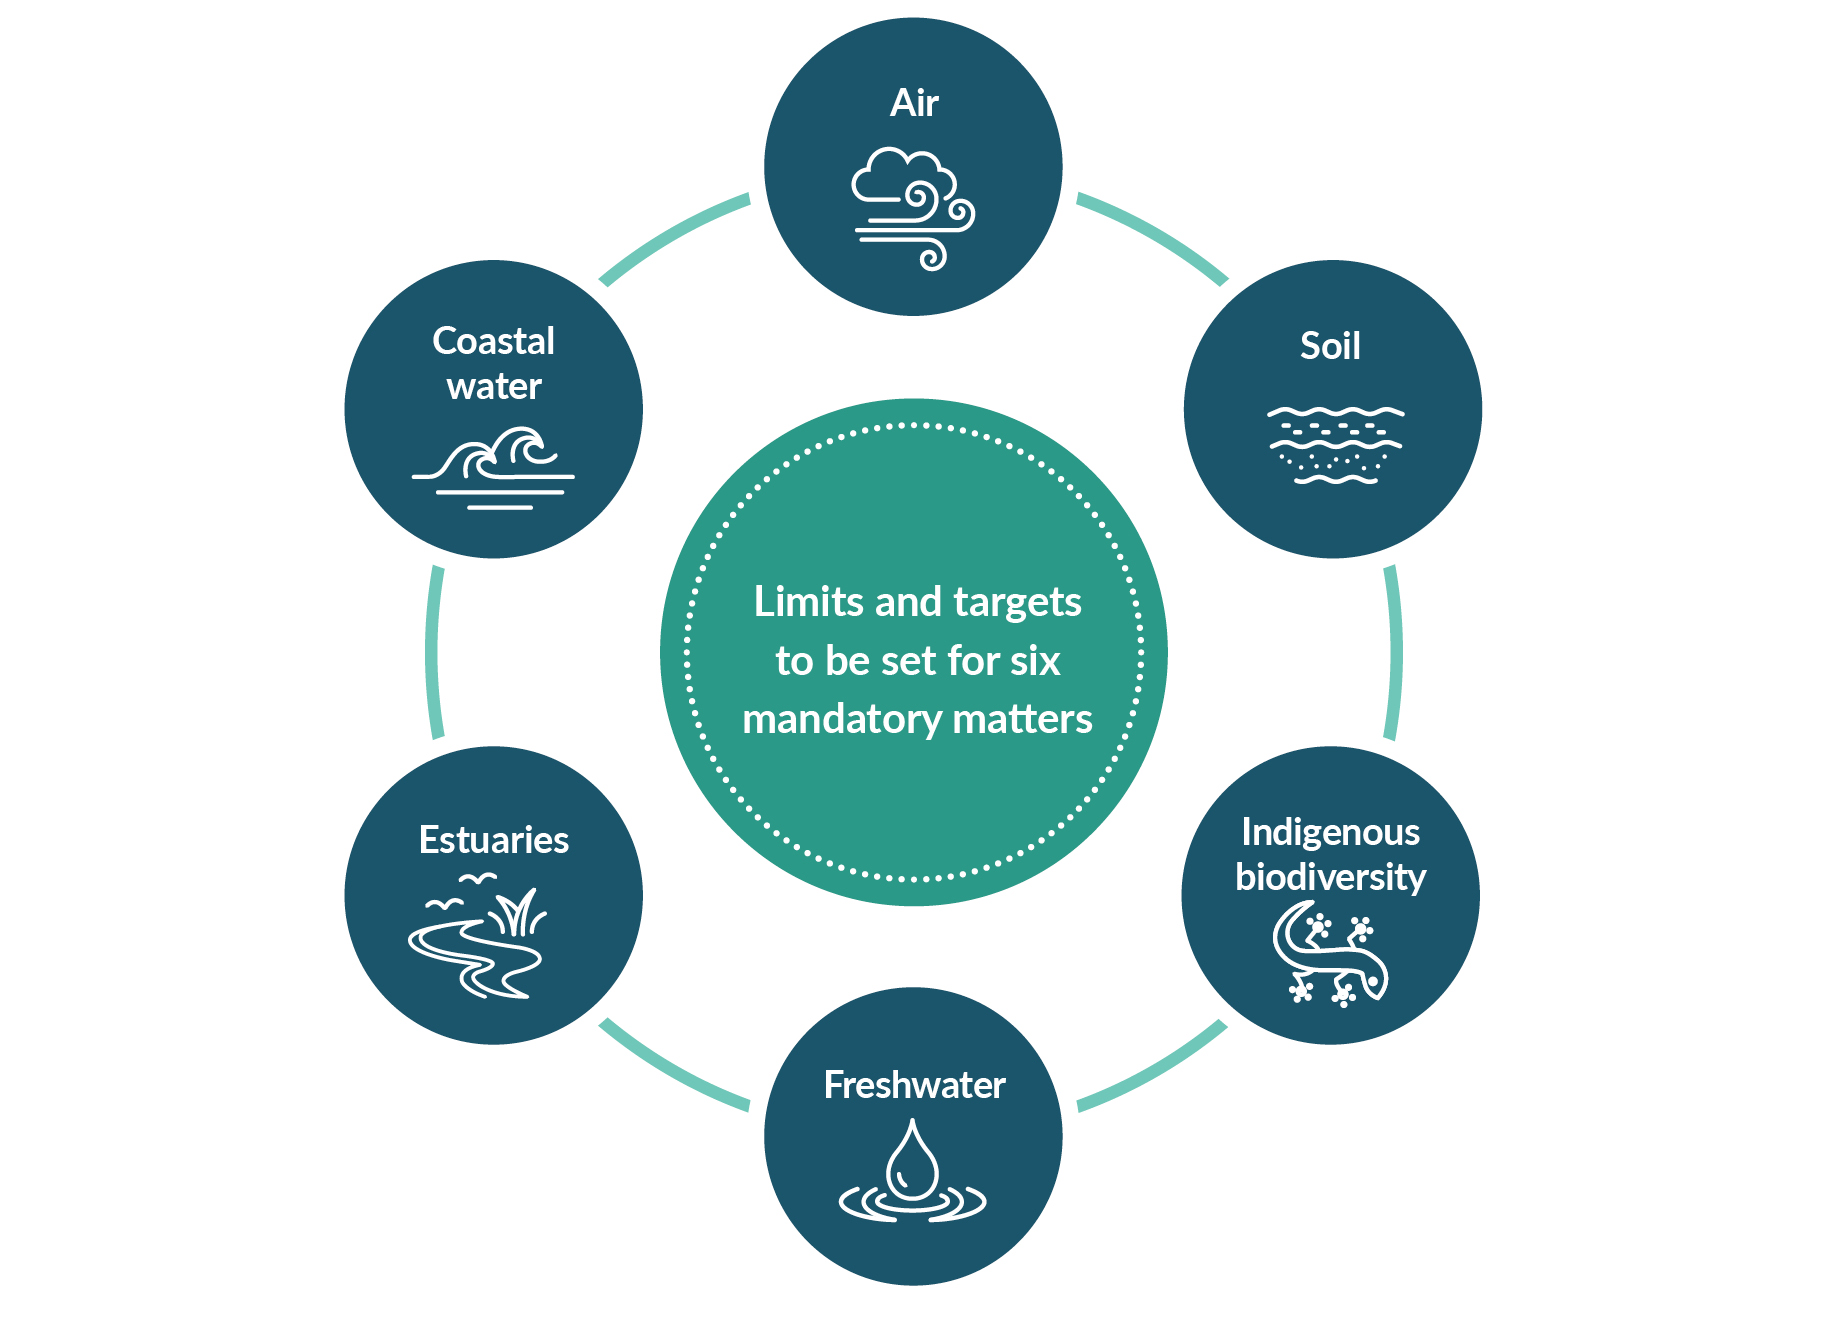 Air
Soil
Indigenous
biodiversity
Freshwater
Estuaries
Coastal
water
Limits and targets
to be set for six
mandatory matters